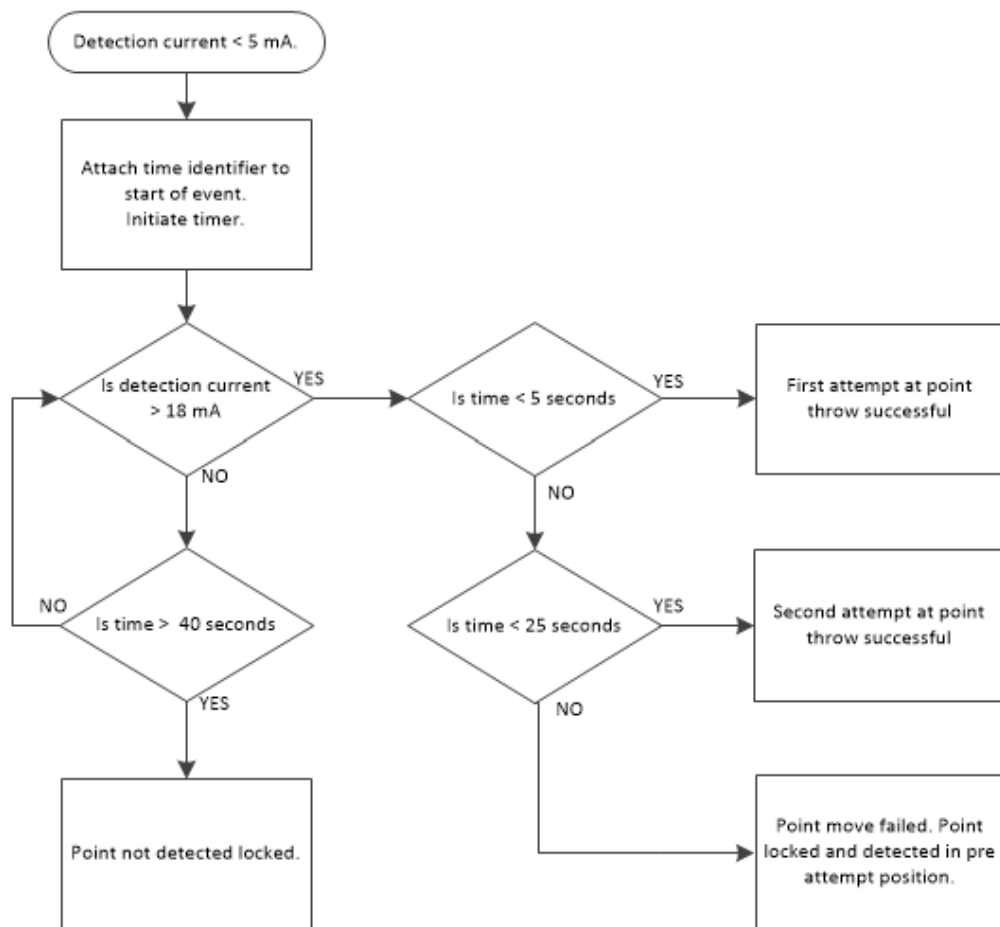 Detection current < 5 mA.
Attach time identifier to
start of event.
Initiate timer.
Is detection current
> 18 mA
YES
NO
Is time < 5 seconds
YES
NO
First attempt at point
throw successful
Is time > 40 seconds
NO
YES
Is time < 25 seconds
YES
NO
Second attempt at point
throw successful
Point not detected locked.
Point move failed. Point
locked and detected in pre
attempt position.